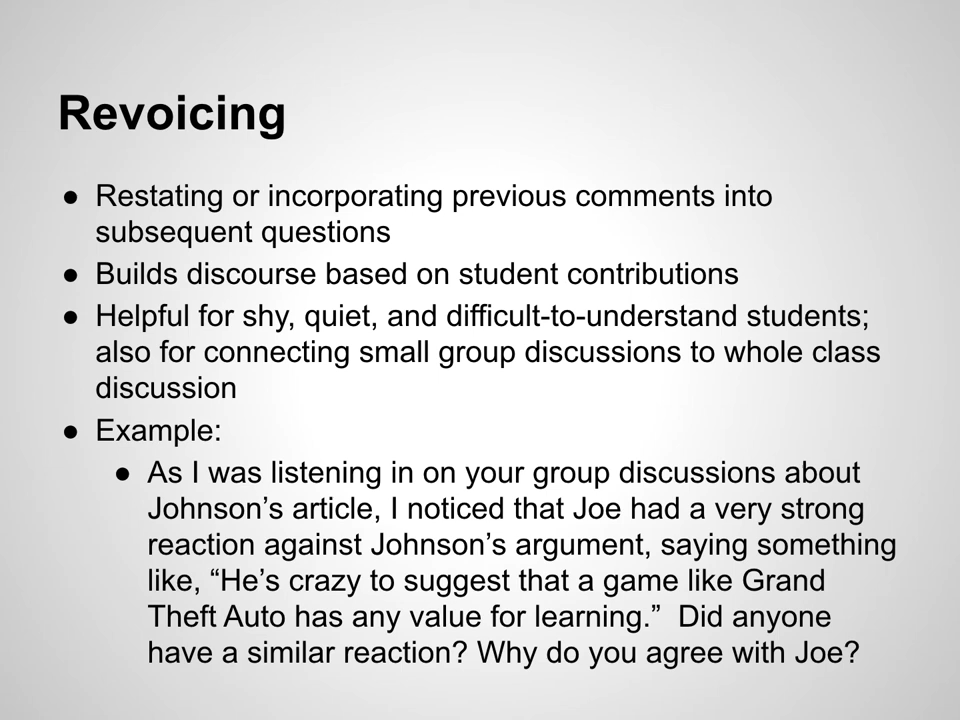 Revoicing
● Restating or incorporating previous comments into
subsequent questions
● Builds discourse based on student contributions
● Helpful for shy, quiet, and difficult-to-understand students;
also for connecting small group discussions to whole class
discussion
● Example:
● As I was listening in on your group discussions about
Johnson’s article, I noticed that Joe had a very strong
reaction against Johnson’s argument, saying something
like, “He’s crazy to suggest that a game like Grand
Theft Auto has any value for learning.”  Did anyone
have a similar reaction? Why do you agree with Joe?